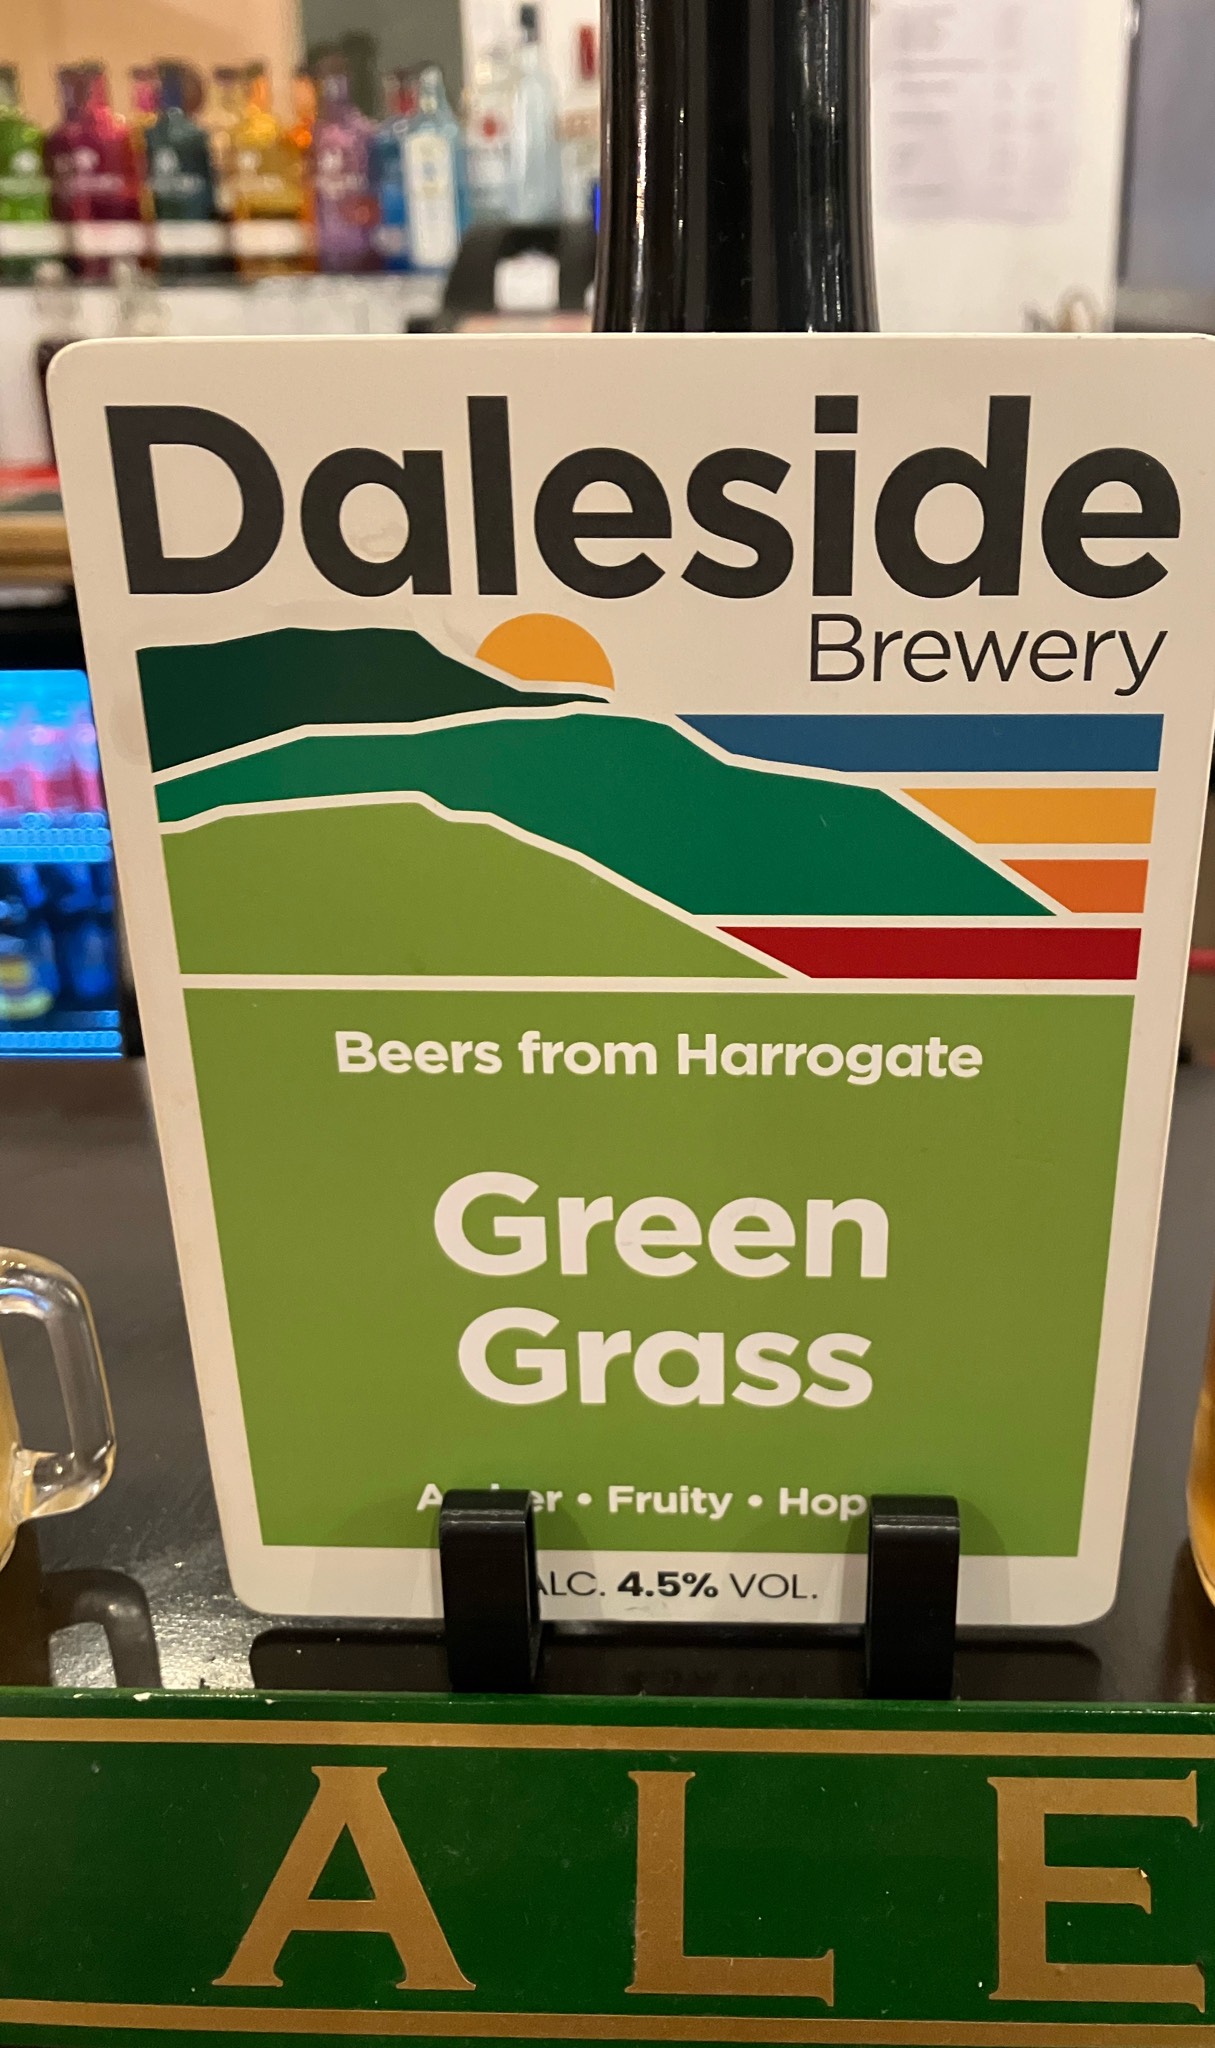 Daleside
Brewery
Beers from Harrogate
Green
Grass
• Fruity •
ALC. 4.5% VOL.
ALE